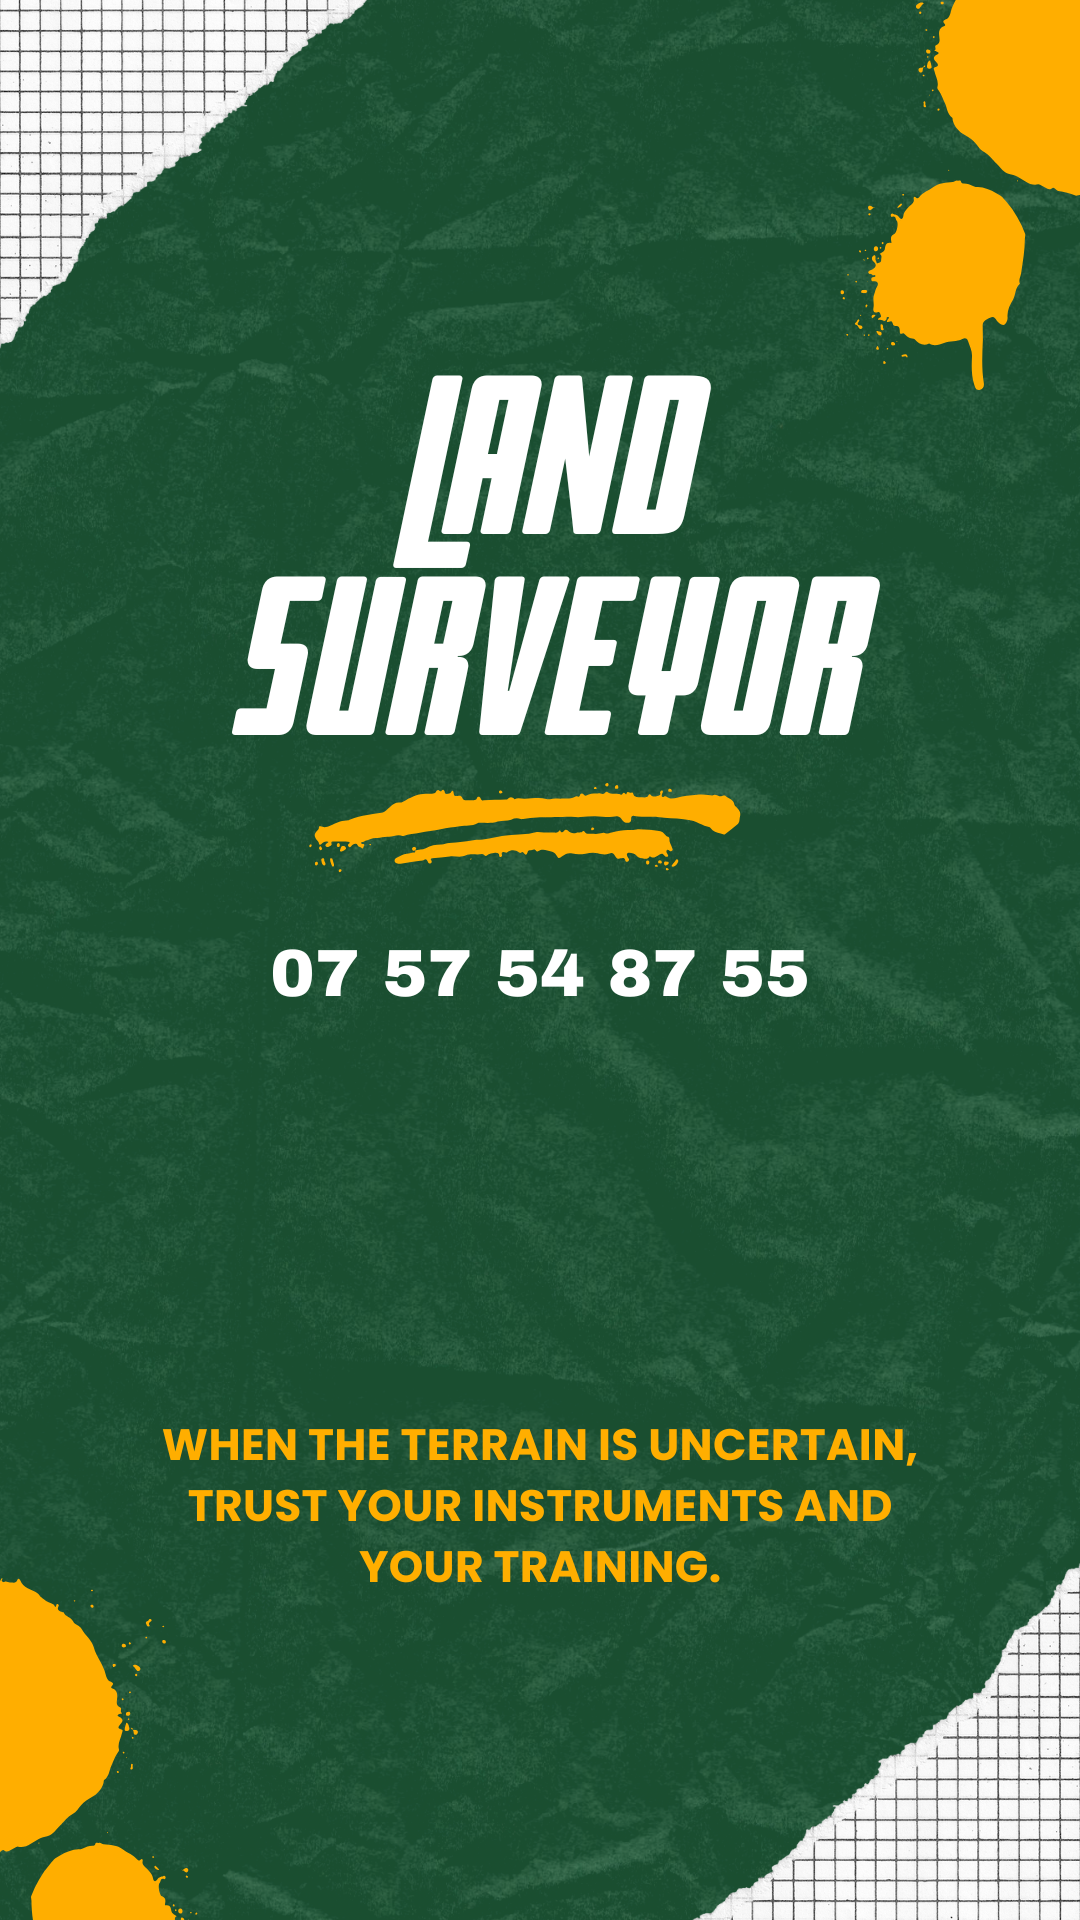 LAND
SURVEYOR
07 57 54 87 55
WHEN THE TERRAIN IS UNCERTAIN,
TRUST YOUR INSTRUMENTS AND
YOUR TRAINING.